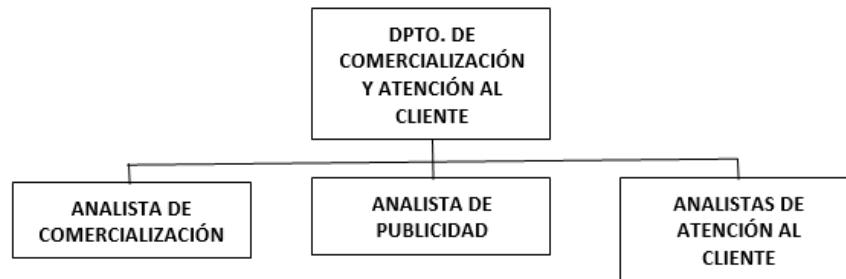 DPTO. DE
COMERCIALIZACIÓN
Y ATENCIÓN AL
CLIENTE
ANALISTA DE
COMERCIALIZACIÓN
ANALISTA DE
PUBLICIDAD
ANALISTAS DE
ATENCIÓN AL
CLIENTE